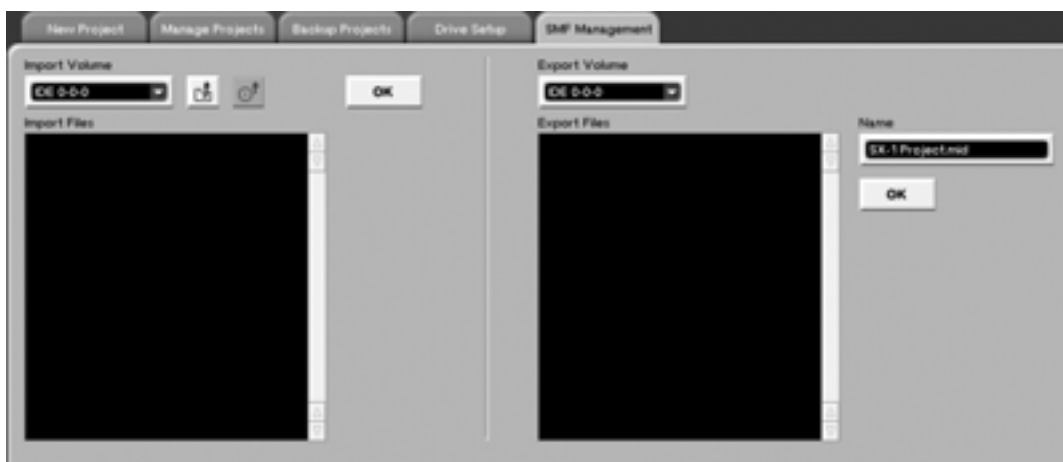 New Project
Manage Projects
Backup Projects
Drive Setup
SMF Management
Import Volume
IDE 0-0-0
OK
Import Files
Export Volume
IDE 0-0-0
Export Files
Name
SX-1 Project.mid
OK